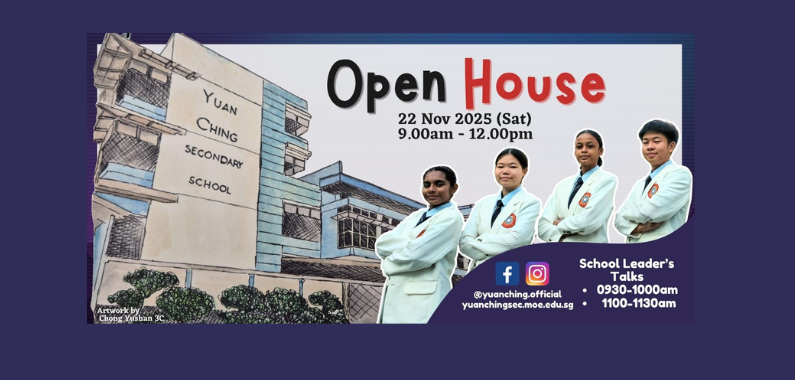 Open House
22 Nov 2025 (Sat)
9.00am - 12.00pm
YUAN
CHING
SECONDARY
SCHOOL
School Leader's
Talks
• 0930-1000am
• 1100-1130am
@yuanching.official
yuanchingsec.moe.edu.sg
Artwork by
Chong Yushan 3C